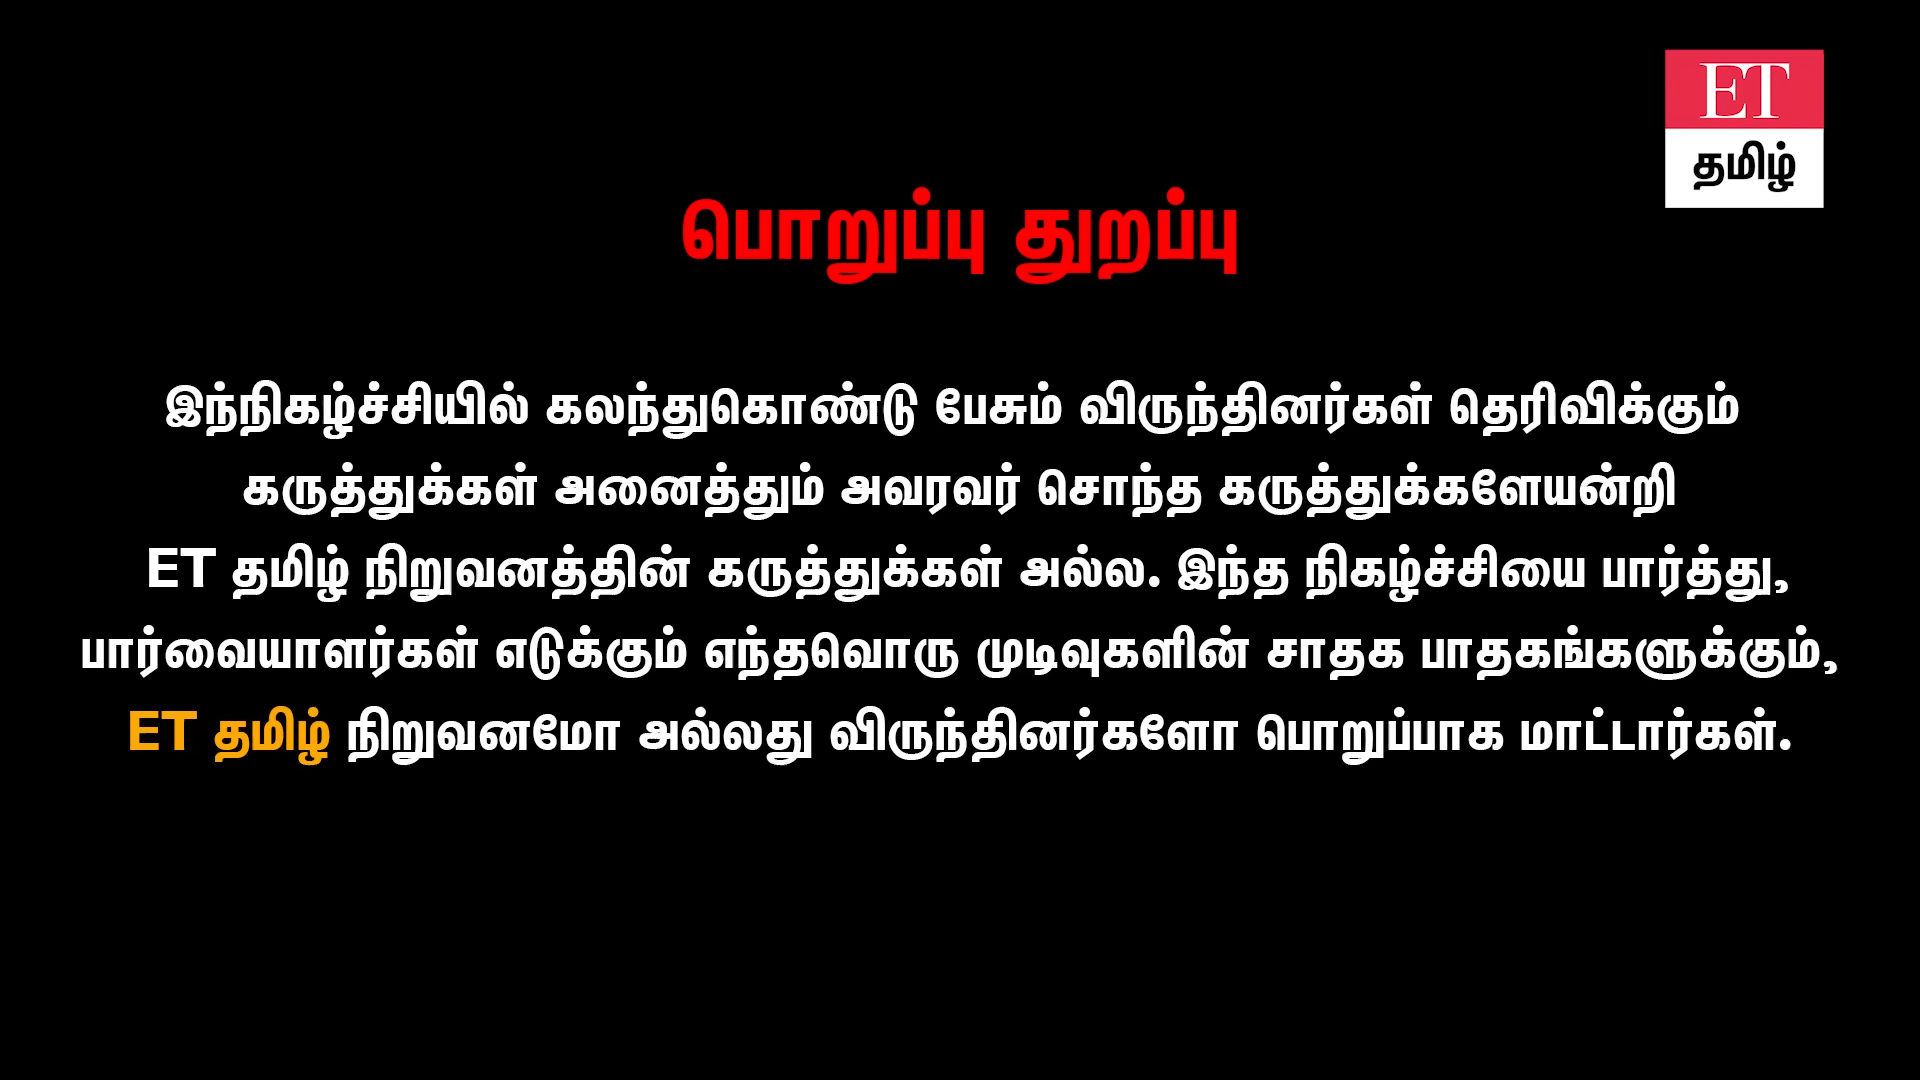 ET
தமிழ்
பொறுப்பு துறப்பு
இந்நிகழ்ச்சியில் கலந்துகொண்டு பேசும் விருந்தினர்கள் தெரிவிக்கும்
கருத்துக்கள் அனைத்தும் அவரவர் சொந்த கருத்துக்களேயன்றி
ET தமிழ் நிறுவனத்தின் கருத்துக்கள் அல்ல. இந்த நிகழ்ச்சியை பார்த்து,
பார்வையாளர்கள் எடுக்கும் எந்தவொரு முடிவுகளின் சாதக பாதகங்களுக்கும்,
ET தமிழ் நிறுவனமோ அல்லது விருந்தினர்களோ பொறுப்பாக மாட்டார்கள்.